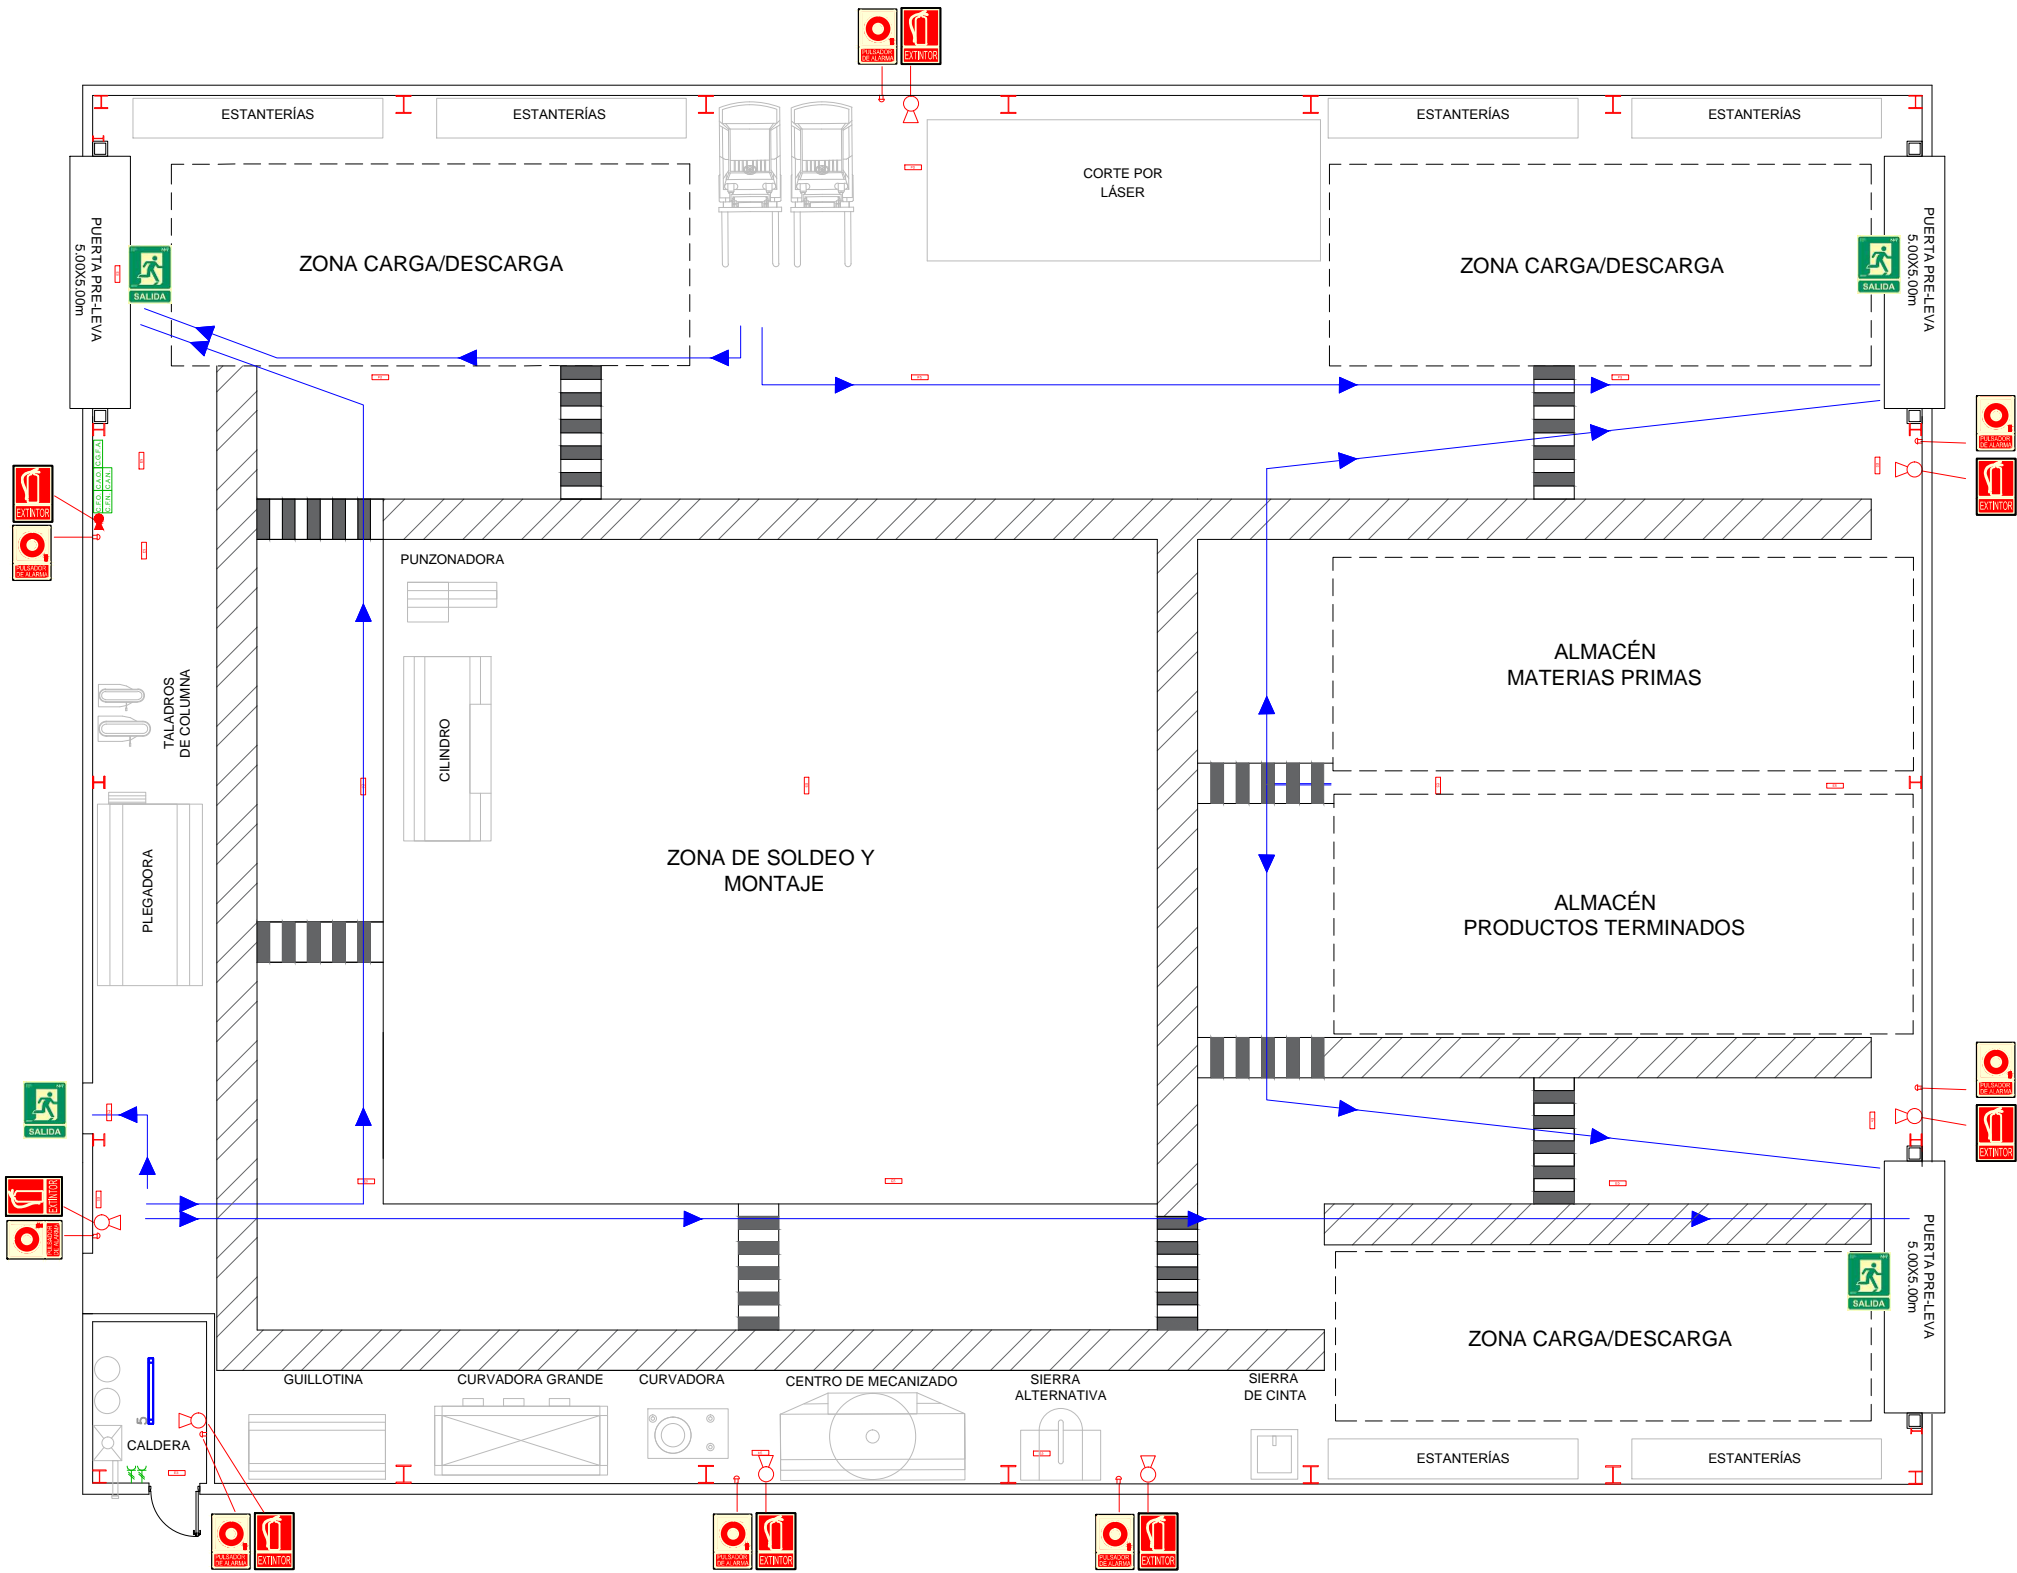 PULSADOR
DE ALARMA
EXTINTOR
ESTANTERÍAS
ESTANTERÍAS
ESTANTERÍAS
ESTANTERÍAS
CORTE POR
LÁSER
PUERTA PRE-LEVA
5.00X5.00m
SALIDA
ZONA CARGA/DESCARGA
ZONA CARGA/DESCARGA
SALIDA
PUERTA PRE-LEVA
5.00X5.00m
PULSADOR
DE ALARMA
EXTINTOR
EXTINTOR
PULSADOR
DE ALARMA
PUNZONADORA
TALADROS
DE COLUMNA
CILINDRO
ALMACÉN
MATERIAS PRIMAS
PLEGADORA
ZONA DE SOLDEO Y
MONTAJE
ALMACÉN
PRODUCTOS TERMINADOS
SALIDA
PULSADOR
DE ALARMA
EXTINTOR
EXTINTOR
PULSADOR
DE ALARMA
PUERTA PRE-LEVA
5.00X5.00m
SALIDA
ZONA CARGA/DESCARGA
GUILLOTINA
CURVADORA GRANDE
CURVADORA
CENTRO DE MECANIZADO
SIERRA
ALTERNATIVA
SIERRA
DE CINTA
5
CALDERA
ESTANTERÍAS
ESTANTERÍAS
PULSADOR
DE ALARMA
EXTINTOR
PULSADOR
DE ALARMA
EXTINTOR
PULSADOR
DE ALARMA
EXTINTOR